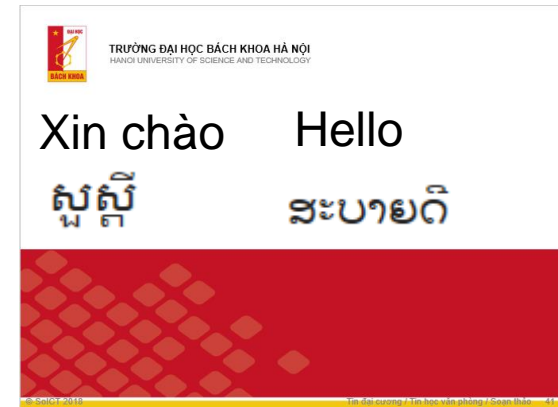 ĐẠI HỌC
BÁCH KHOA
TRƯỜNG ĐẠI HỌC BÁCH KHOA HÀ NỘI
HANOI UNIVERSITY OF SCIENCE AND TECHNOLOGY
Xin chào Hello
សួស្តី ສະບາຍດີ
© SoICT 2018 Tin đại cương / Tin học văn phòng / Soạn thảo 41